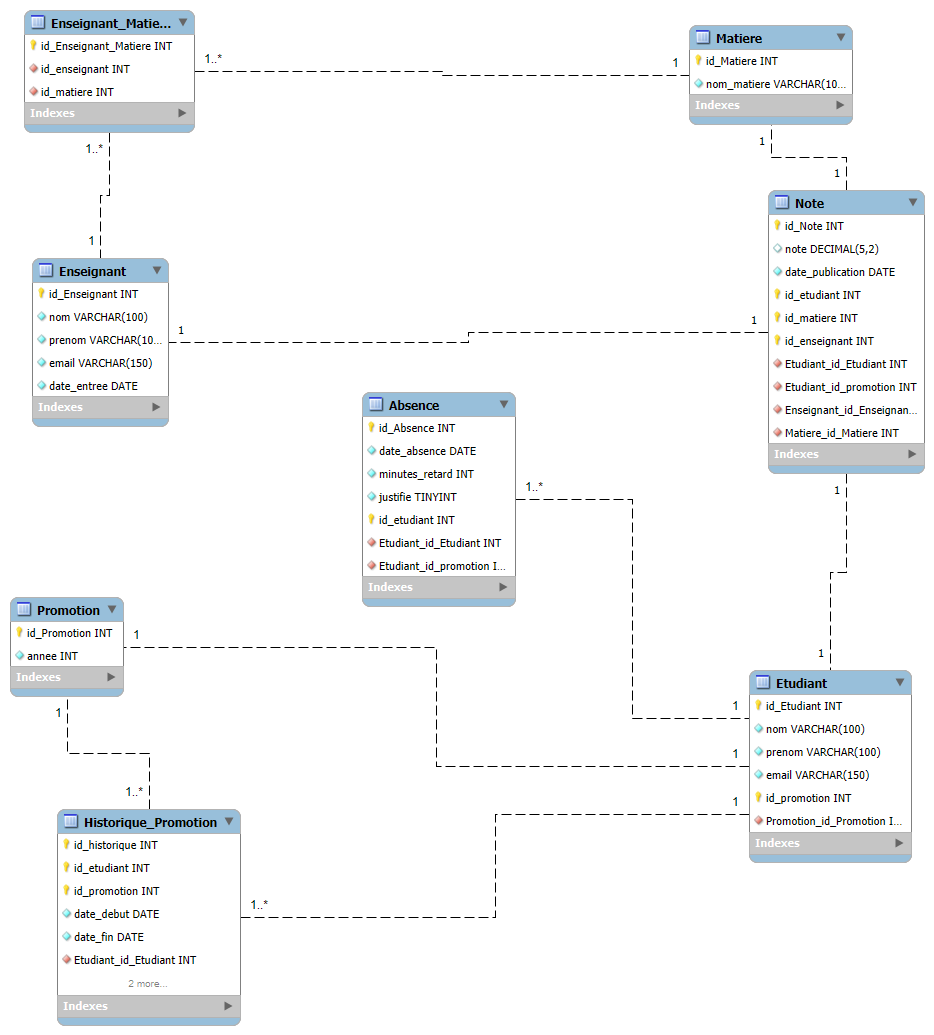 Enseignant_Matie...
id_Enseignant_Matiere INT
id_enseignant INT
id_matiere INT
Indexes
1..*
1
Matiere
id_Matiere INT
nom_matiere VARCHAR(10...
Indexes
1..*
1
1
1
Note
id_Note INT
note DECIMAL(5,2)
date_publication DATE
id_etudiant INT
id_matiere INT
id_enseignant INT
Etudiant_id_Etudiant INT
Etudiant_id_promotion INT
Enseignant_id_Enseignan...
Matiere_id_Matiere INT
Indexes
Enseignant
id_Enseignant INT
nom VARCHAR(100)
prenom VARCHAR(10...
email VARCHAR(150)
date_entree DATE
Indexes
1
1
Absence
id_Absence INT
date_absence DATE
minutes_retard INT
justifie TINYINT
id_etudiant INT
Etudiant_id_Etudiant INT
Etudiant_id_promotion I...
Indexes
1..*
1
1
1
Promotion
id_Promotion INT
annee INT
Indexes
1
1
1
1..*
Etudiant
id_Etudiant INT
nom VARCHAR(100)
prenom VARCHAR(100)
email VARCHAR(150)
id_promotion INT
Promotion_id_Promotion I...
Indexes
Historique_Promotion
id_historique INT
id_etudiant INT
id_promotion INT
date_debut DATE
date_fin DATE
Etudiant_id_Etudiant INT
2 more...
Indexes
1..*
1